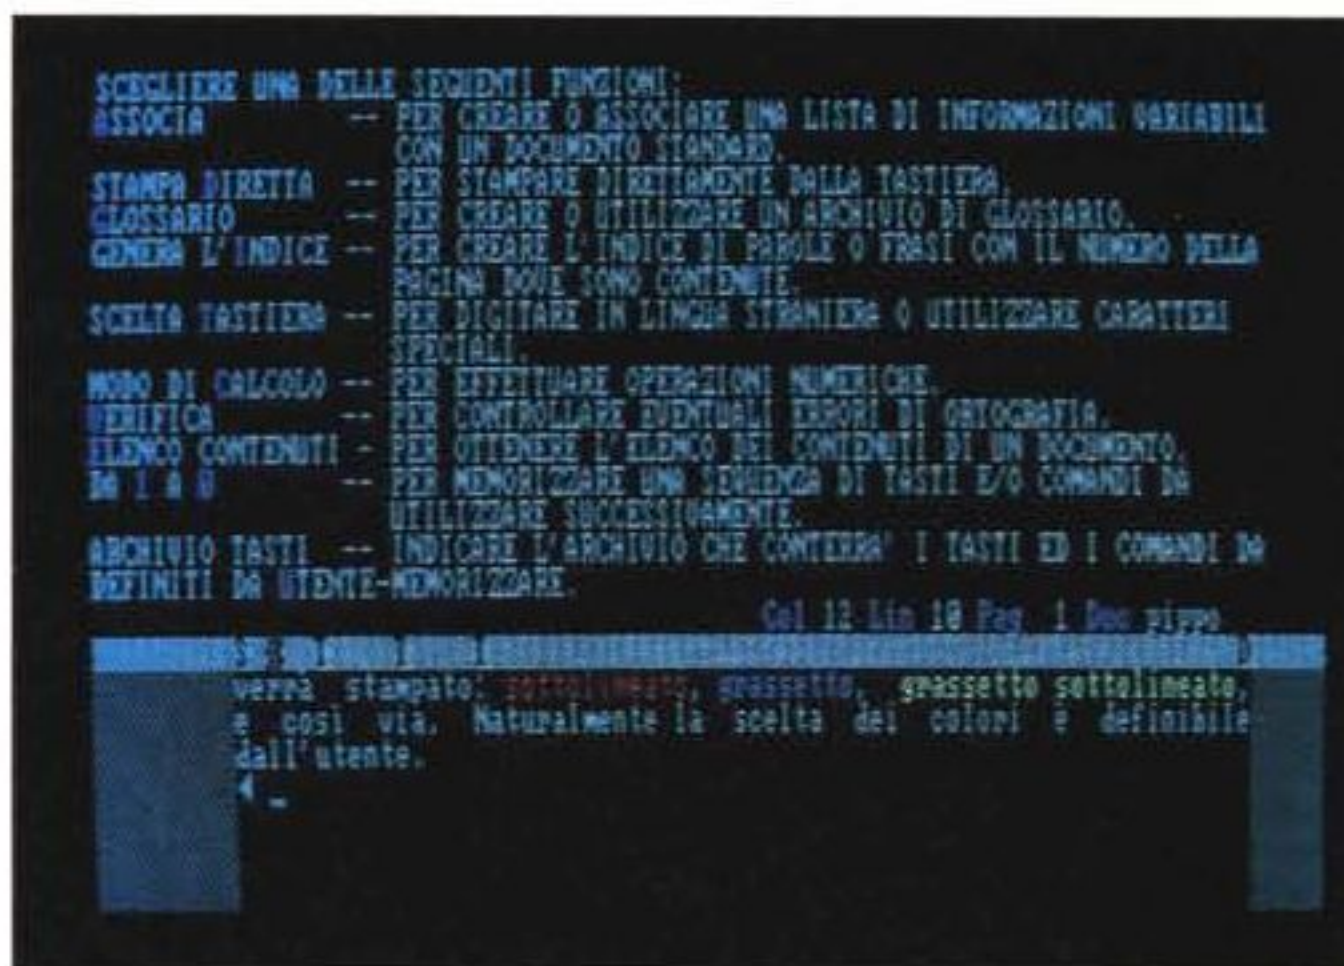 SCEGLIERE UNA DELLE SEGUENTI FUNZIONI:
ASSOCIA -- PER CREARE O ASSOCIARE UNA LISTA DI INFORMAZIONI VARIABILI
CON UN DOCUMENTO STANDARD.
STAMPA DIRETTA -- PER STAMPARE DIRETTAMENTE DALLA TASTIERA.
GLOSSARIO -- PER CREARE O UTILIZZARE UN ARCHIVIO DI GLOSSARIO.
GENERA L'INDICE -- PER CREARE L'INDICE DI PAROLE O FRASI CON IL NUMERO DELLA
PAGINA DOVE SONO CONTENUTE.
SCELTA TASTIERA -- PER DIGITARE IN LINGUA STRANIERA O UTILIZZARE CARATTERI
SPECIALI.
MODO DI CALCOLO -- PER EFFETTUARE OPERAZIONI NUMERICHE.
VERIFICA -- PER CONTROLLARE EVENTUALI ERRORI DI ORTOGRAFIA.
ELENCO CONTENUTI - PER OTTENERE L'ELENCO DEI CONTENUTI DI UN DOCUMENTO.
DA 1 A 0 -- PER MEMORIZZARE UNA SEQUENZA DI TASTI E/O COMANDI DA
UTILIZZARE SUCCESSIVAMENTE.
ARCHIVIO TASTI -- INDICARE L'ARCHIVIO CHE CONTERRA' I TASTI ED I COMANDI DA
DEFINITI DA UTENTE-MEMORIZZARE.
Col 12 Lin 10 Pag 1 Doc pippo
verrà stampato: sottolineato, grassetto, grassetto sottolineato,
e così via. Naturalmente la scelta dei colori è definibile
dall'utente.